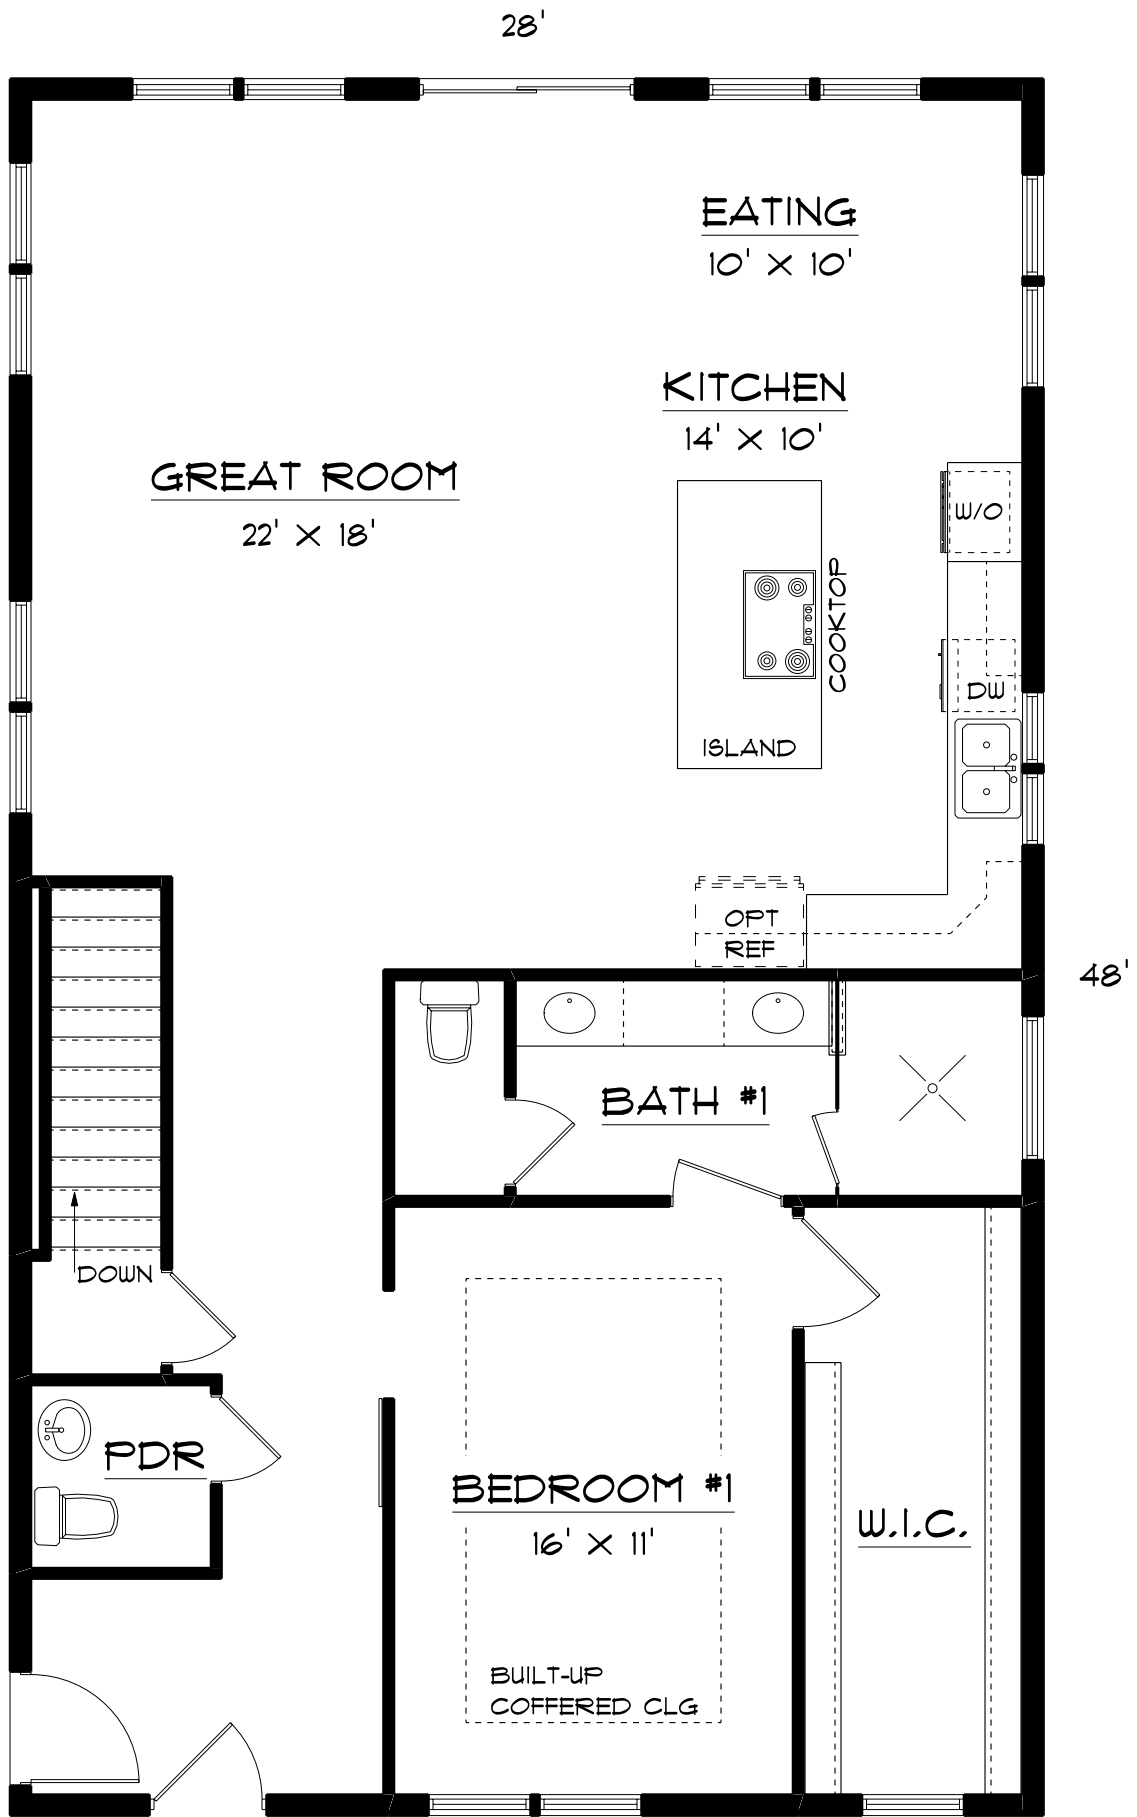 28'
EATING
10' X 10'
KITCHEN
14' X 10'
GREAT ROOM
22' X 18'
W/O
COOKTOP
DW
ISLAND
OPT
REF
48'
BATH #1
DOWN
PDR
BEDROOM #1
16' X 11'
W.I.C.
BUILT-UP
COFFERED CLG